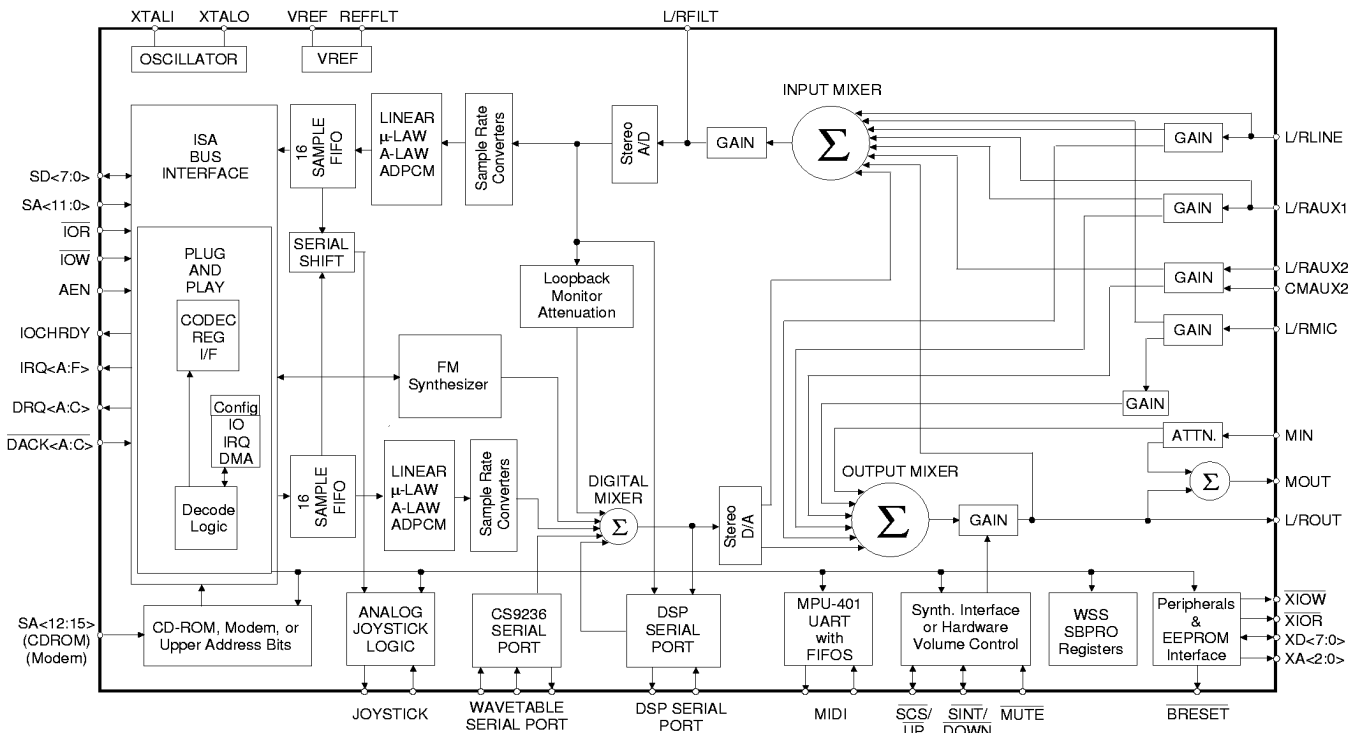 XTALI
XTALO
VREF
REFFLT
L/RFILT
OSCILLATOR
VREF
ISA
BUS
INTERFACE
16
SAMPLE
FIFO
LINEAR
μ-LAW
A-LAW
ADPCM
Sample Rate
Converters
Stereo
A/D
GAIN
INPUT MIXER
Σ
GAIN
L/RLINE
GAIN
L/RAUX1
GAIN
L/RAUX2
CMAUX2
GAIN
L/RMIC
GAIN
ATTN.
MIN
Σ
MOUT
L/ROUT
SD<7:0>
SA<11:0>
IOR
IOW
AEN
IOCHRDY
IRQ<A:F>
DRQ<A:C>
DACK<A:C>
PLUG
AND
PLAY
CODEC
REG
I/F
Config
IO
IRQ
DMA
Decode
Logic
SERIAL
SHIFT
Loopback
Monitor
Attenuation
FM
Synthesizer
16
SAMPLE
FIFO
LINEAR
μ-LAW
A-LAW
ADPCM
Sample Rate
Converters
DIGITAL
MIXER
Σ
Stereo
D/A
OUTPUT MIXER
Σ
GAIN
SA<12:15>
(CDROM)
(Modem)
CD-ROM, Modem, or
Upper Address Bits
ANALOG
JOYSTICK
LOGIC
CS9236
SERIAL
PORT
DSP
SERIAL
PORT
MPU-401
UART
with
FIFOS
Synth. Interface
or Hardware
Volume Control
WSS
SBPRO
Registers
Peripherals
&
EEPROM
Interface
XIOW
XIOR
XD<7:0>
XA<2:0>
JOYSTICK
WAVETABLE
SERIAL PORT
DSP SERIAL
PORT
MIDI
SCS/
UP
SINT/
DOWN
MUTE
BRESET